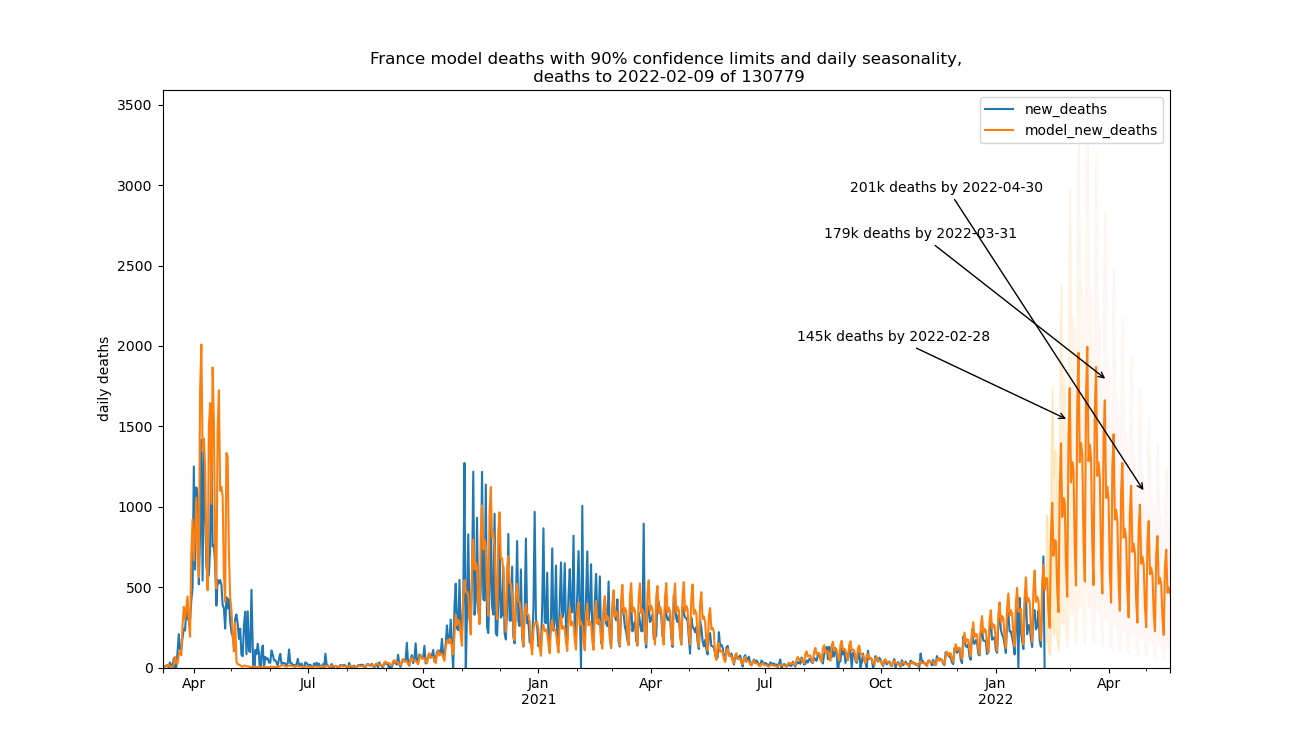 France model deaths with 90% confidence limits and daily seasonality,
deaths to 2022-02-09 of 130779
new_deaths
model_new_deaths
201k deaths by 2022-04-30
179k deaths by 2022-03-31
145k deaths by 2022-02-28
daily deaths
3500
3000
2500
2000
1500
1000
500
0
Apr
Jul
Oct
Jan
2021
Apr
Jul
Oct
Jan
2022
Apr